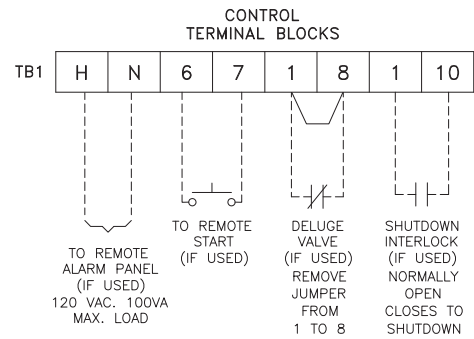 CONTROL
TERMINAL BLOCKS
TB1 H N 6 7 1 8 1 10
TO REMOTE
ALARM PANEL
(IF USED)
120 VAC. 100VA
MAX. LOAD
TO REMOTE
START
(IF USED)
DELUGE
VALVE
(IF USED)
REMOVE
JUMPER
FROM
1 TO 8
SHUTDOWN
INTERLOCK
(IF USED)
NORMALLY
OPEN
CLOSES TO
SHUTDOWN